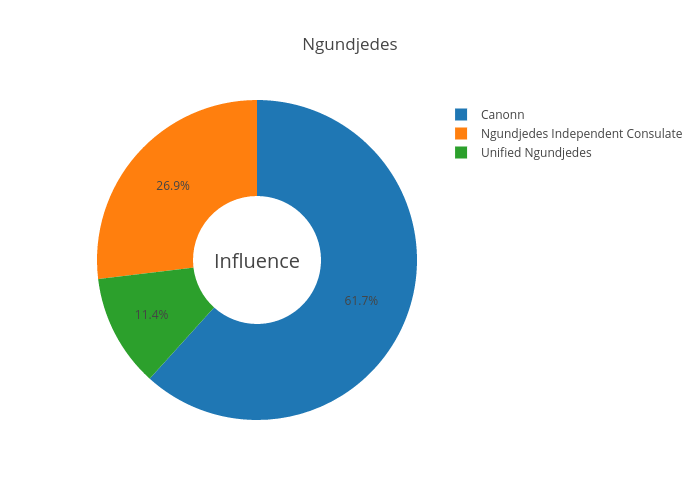 Ngundjedes
Canonn
Ngundjedes Independent Consulate
Unified Ngundjedes
26.9%
Influence
61.7%
11.4%